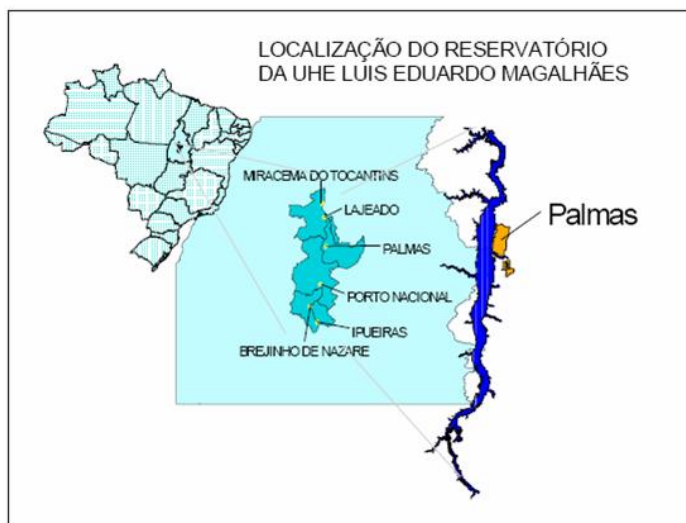 LOCALIZAÇÃO DO RESERVATÓRIO
DA UHE LUIS EDUARDO MAGALHÃES
MIRACEMA DO TOCANTINS
LAJEADO
PALMAS
PORTO NACIONAL
IPUEIRAS
BREJINHO DE NAZARE
Palmas